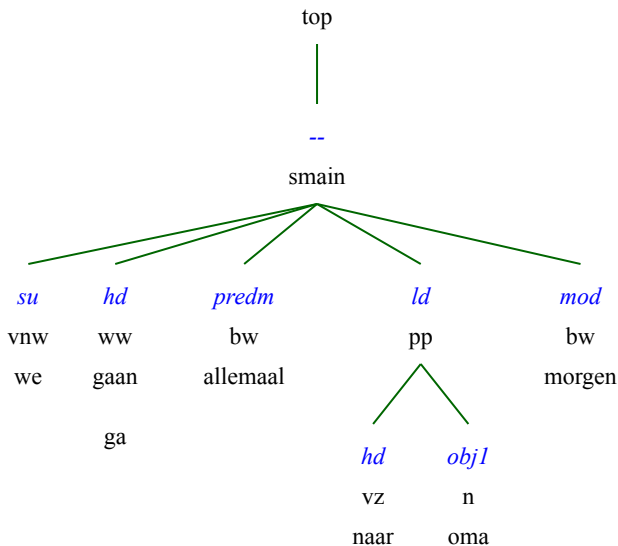 top
--
smain
su hd predm ld mod
vnw ww bw pp bw
we gaan allemaal morgen
ga
hd obj1
vz n
naar oma